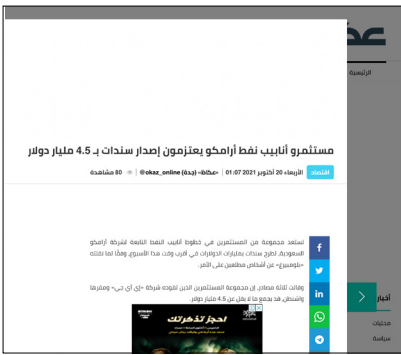 عكا
الرئيسية
مستثمرو أنابيب نفط أرامكو يعتزمون إصدار سندات بـ 4.5 مليار دولار
اقتصاد
الأربعاء 20 أكتوبر 2021 01:07 | «عكاظ» (جدة) okaz_online@ | 80 مشاهدة
تستعد مجموعة من المستثمرين في خطوط أنابيب النفط التابعة لشركة أرامكو
السعودية، لطرح سندات بمليارات الدولارات في أقرب وقت هذا الأسبوع، وفقًا لما نقلته
«بلومبيرغ» عن أشخاص مطلعين على الأمر.
وقالت ثلاثة مصادر، إن مجموعة المستثمرين الذين تقوده شركة «إي آي جي» ومقرها
واشنطن، قد يجمع ما لا يقل عن 4.5 مليار دولار.
أخبار
محليات
سياسة
احجز تذكرتك